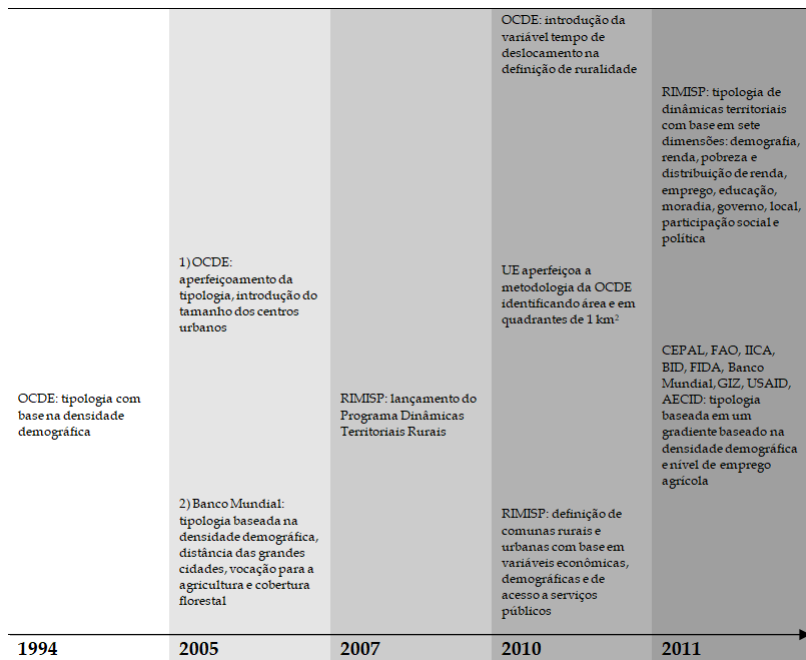 OCDE: tipologia com
base na densidade
demográfica
1) OCDE:
aperfeiçoamento da
tipologia, introdução do
tamanho dos centros
urbanos
2) Banco Mundial:
tipologia baseada na
densidade demográfica,
distância das grandes
cidades, vocação para a
agricultura e cobertura
florestal
RIMISP: lançamento do
Programa Dinâmicas
Territoriais Rurais
OCDE: introdução da
variável tempo de
deslocamento na
definição de ruralidade
UE aperfeiçoa a
metodologia da OCDE
identificando área e em
quadrantes de 1 km²
RIMISP: definição de
comunas rurais e
urbanas com base em
variáveis econômicas,
demográficas e de
acesso a serviços
públicos
RIMISP: tipologia de
dinâmicas territoriais
com base em sete
dimensões: demografia,
renda, pobreza e
distribuição de renda,
emprego, educação,
moradia, governo, local,
participação social e
política
CEPAL, FAO, IICA,
BID, FIDA, Banco
Mundial, GIZ, USAID,
AECID: tipologia
baseada em um
gradiente baseado na
densidade demográfica
e nível de emprego
agrícola
1994
2005
2007
2010
2011